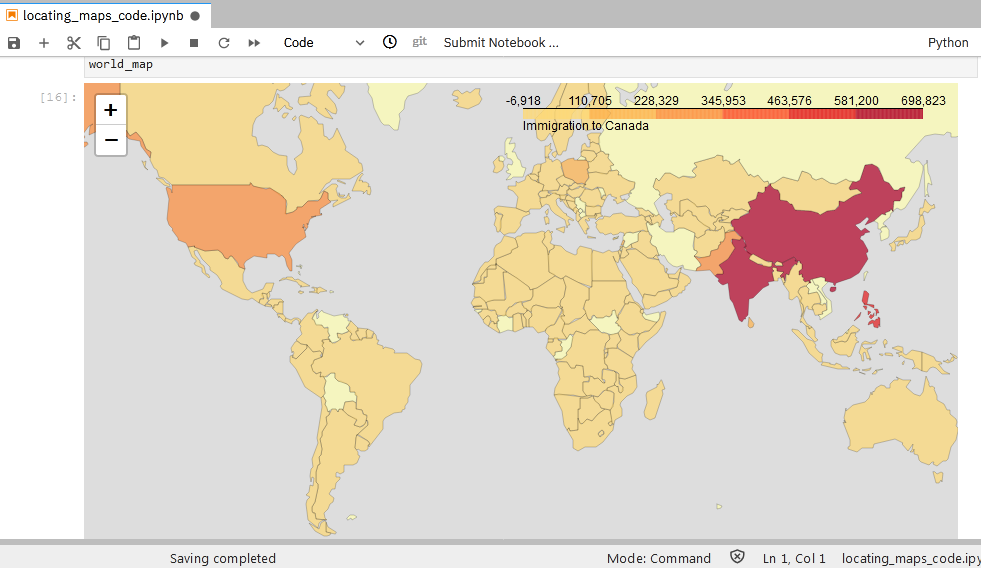 locating_maps_code.ipynb
Code
git
Submit Notebook ...
Python
world_map
[16]:
+
−
-6,918 110,705 228,329 345,953 463,576 581,200 698,823
Immigration to Canada
Saving completed
Mode: Command
Ln 1, Col 1
locating_maps_code.ipy